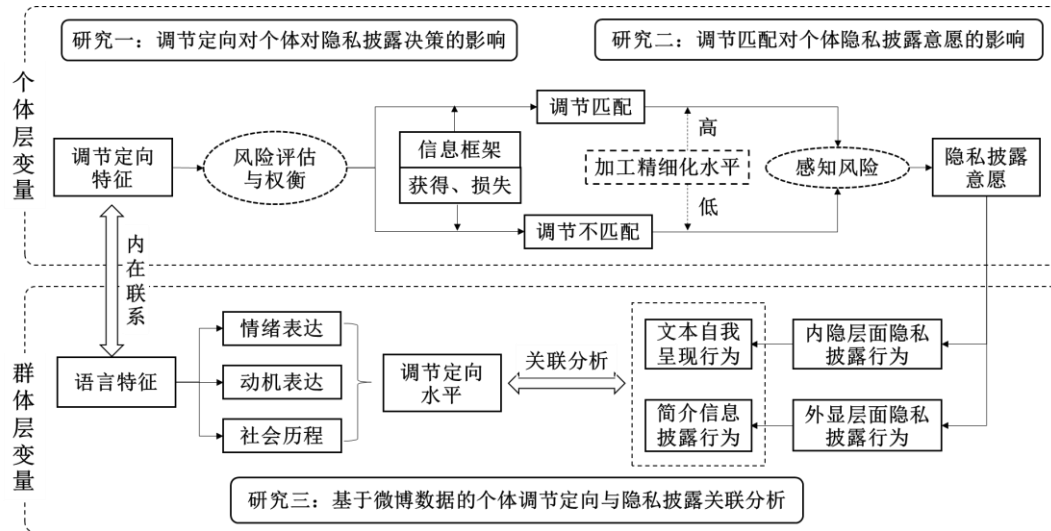 研究一：调节定向对个体对隐私披露决策的影响
研究二：调节匹配对个体隐私披露意愿的影响
个体层变量
调节定向
特征
风险评估
与权衡
信息框架
获得、损失
调节匹配
调节不匹配
高
加工精细化水平
低
感知风险
隐私披露
意愿
内在联系
群体层变量
语言特征
情绪表达
动机表达
社会历程
调节定向
水平
关联分析
文本自我
呈现行为
内隐层面隐私
披露行为
简介信息
披露行为
外显层面隐私
披露行为
研究三：基于微博数据的个体调节定向与隐私披露关联分析